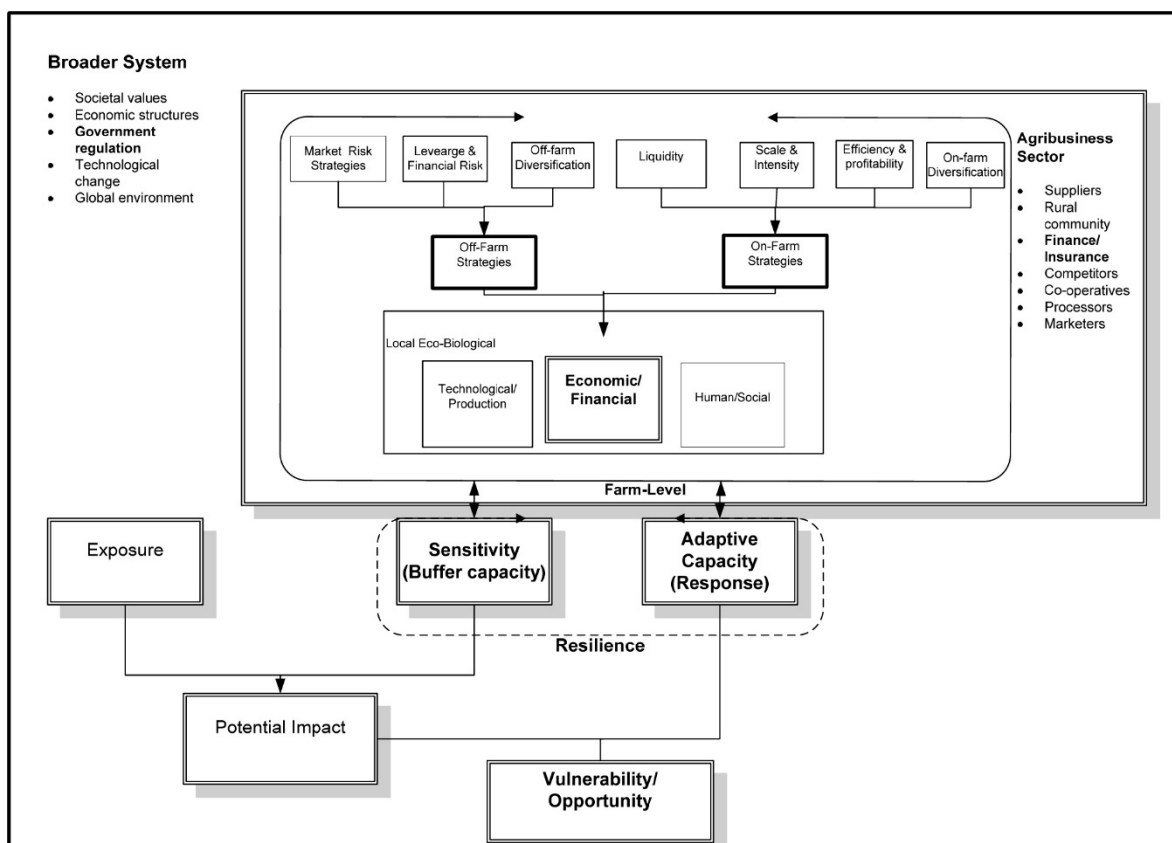 Broader System
Societal values
Economic structures
Government
regulation
Technological
change
Global environment
Market Risk
Strategies
Levearge &
Financial Risk
Off-farm
Diversification
Liquidity
Scale &
Intensity
Efficiency &
profitability
On-farm
Diversification
Agribusiness
Sector
Suppliers
Rural
community
Finance/
Insurance
Competitors
Co-operatives
Processors
Marketers
Off-Farm
Strategies
On-Farm
Strategies
Local Eco-Biological
Technological/
Production
Economic/
Financial
Human/Social
Farm-Level
Exposure
Sensitivity
(Buffer capacity)
Adaptive
Capacity
(Response)
Resilience
Potential Impact
Vulnerability/
Opportunity